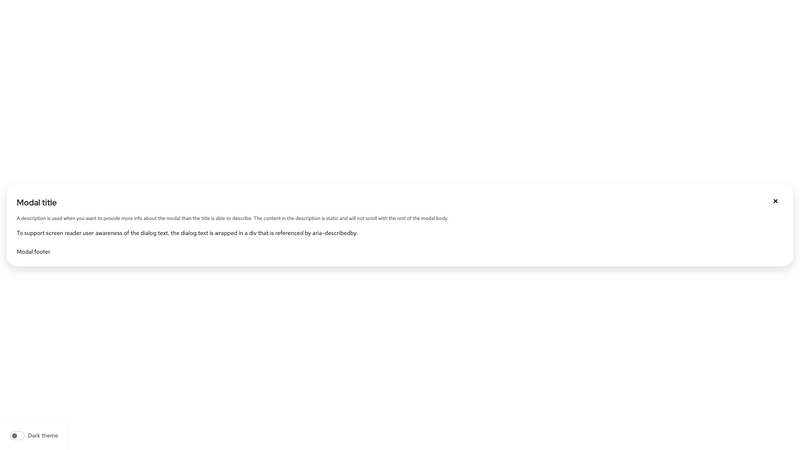 Modal title
A description is used when you want to provide more info about the modal than the title is able to describe. The content in the description is static and will not scroll with the rest of the modal body.
To support screen reader user awareness of the dialog text, the dialog text is wrapped in a div that is referenced by aria-describedby.
Modal footer
Dark theme